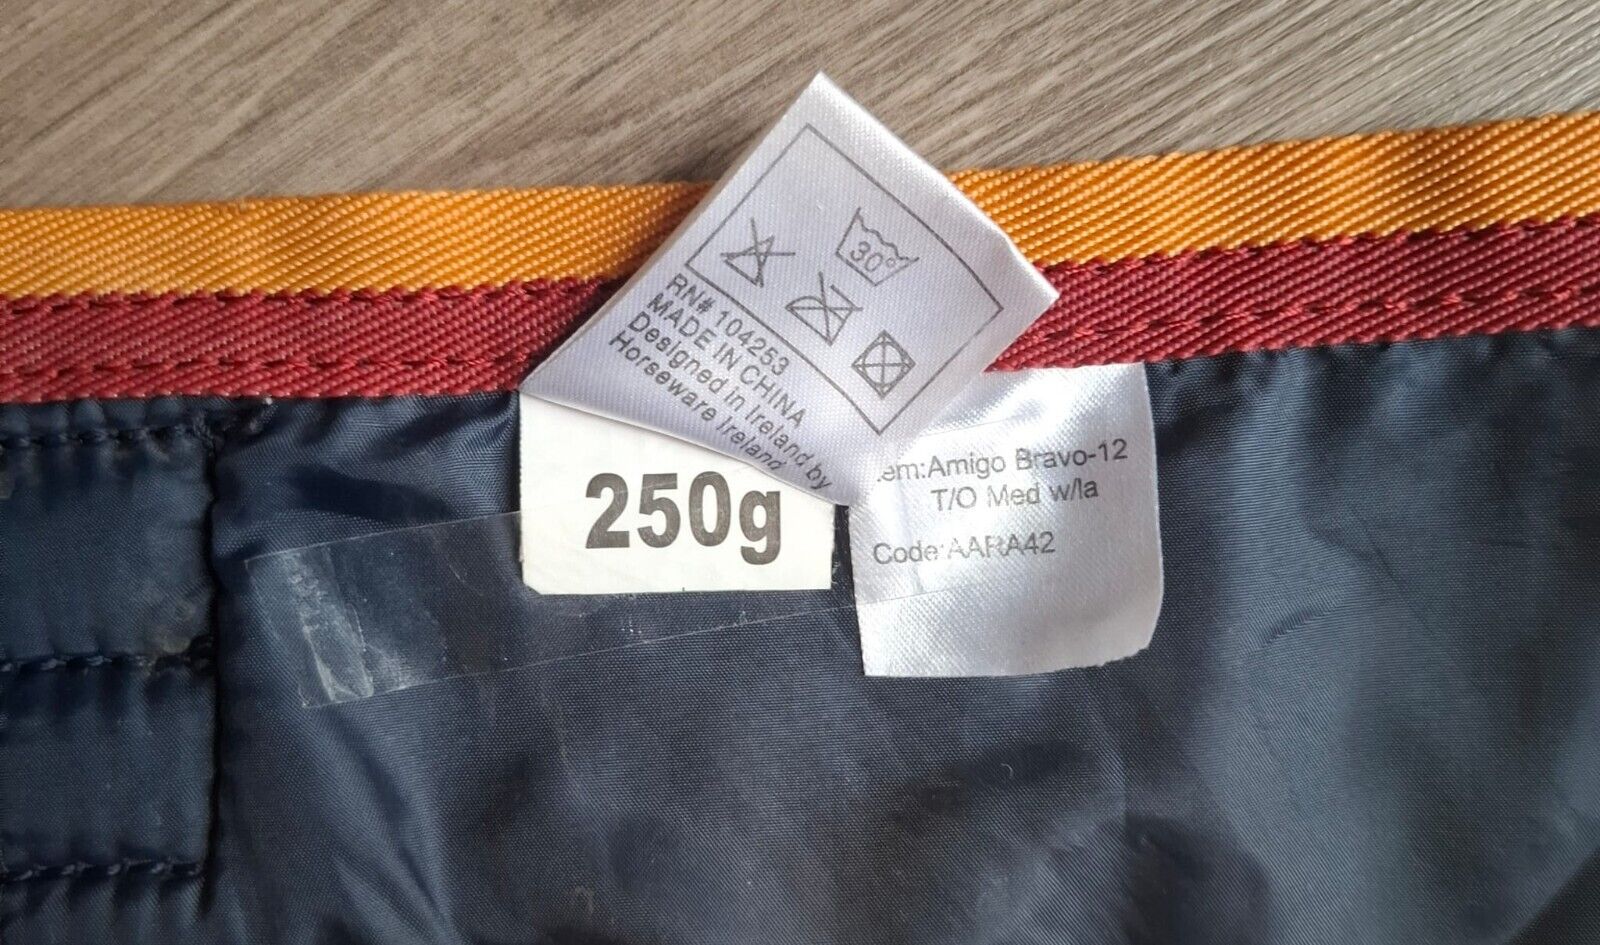 30°
RN# 104253
MADE IN CHINA
Designed in Ireland by
Horseware Ireland
250g
em:Amigo Bravo-12
T/O Med w/la
Code:AARA42